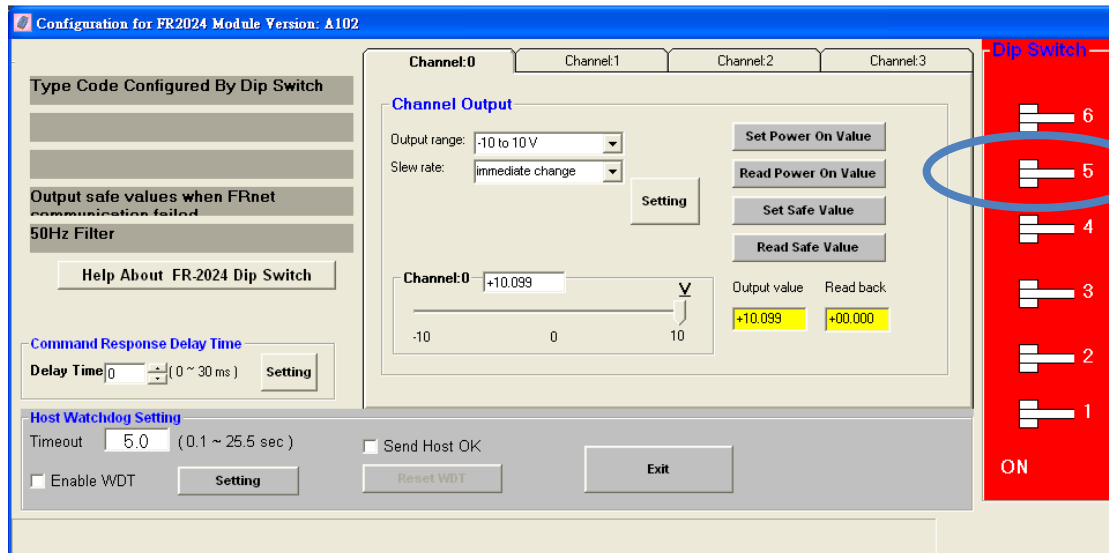 Configuration for FR2024 Module Version: A102
Type Code Configured By Dip Switch
Output safe values when FRnet
communication failed
50Hz Filter
Help About FR-2024 Dip Switch
Command Response Delay Time
Delay Time 0 ( 0 ~ 30 ms ) Setting
Channel:0 Channel:1 Channel:2 Channel:3
Channel Output
Output range: -10 to 10 V
Slew rate: immediate change
Setting
Set Power On Value
Read Power On Value
Set Safe Value
Read Safe Value
Channel:0 +10.099 V
-10 0 10
Output value Read back
+10.099 +00.000
Host Watchdog Setting
Timeout 5.0 ( 0.1 ~ 25.5 sec )
Enable WDT Setting
Send Host OK
Reset WDT
Exit
Dip Switch
6
5
4
3
2
1
ON